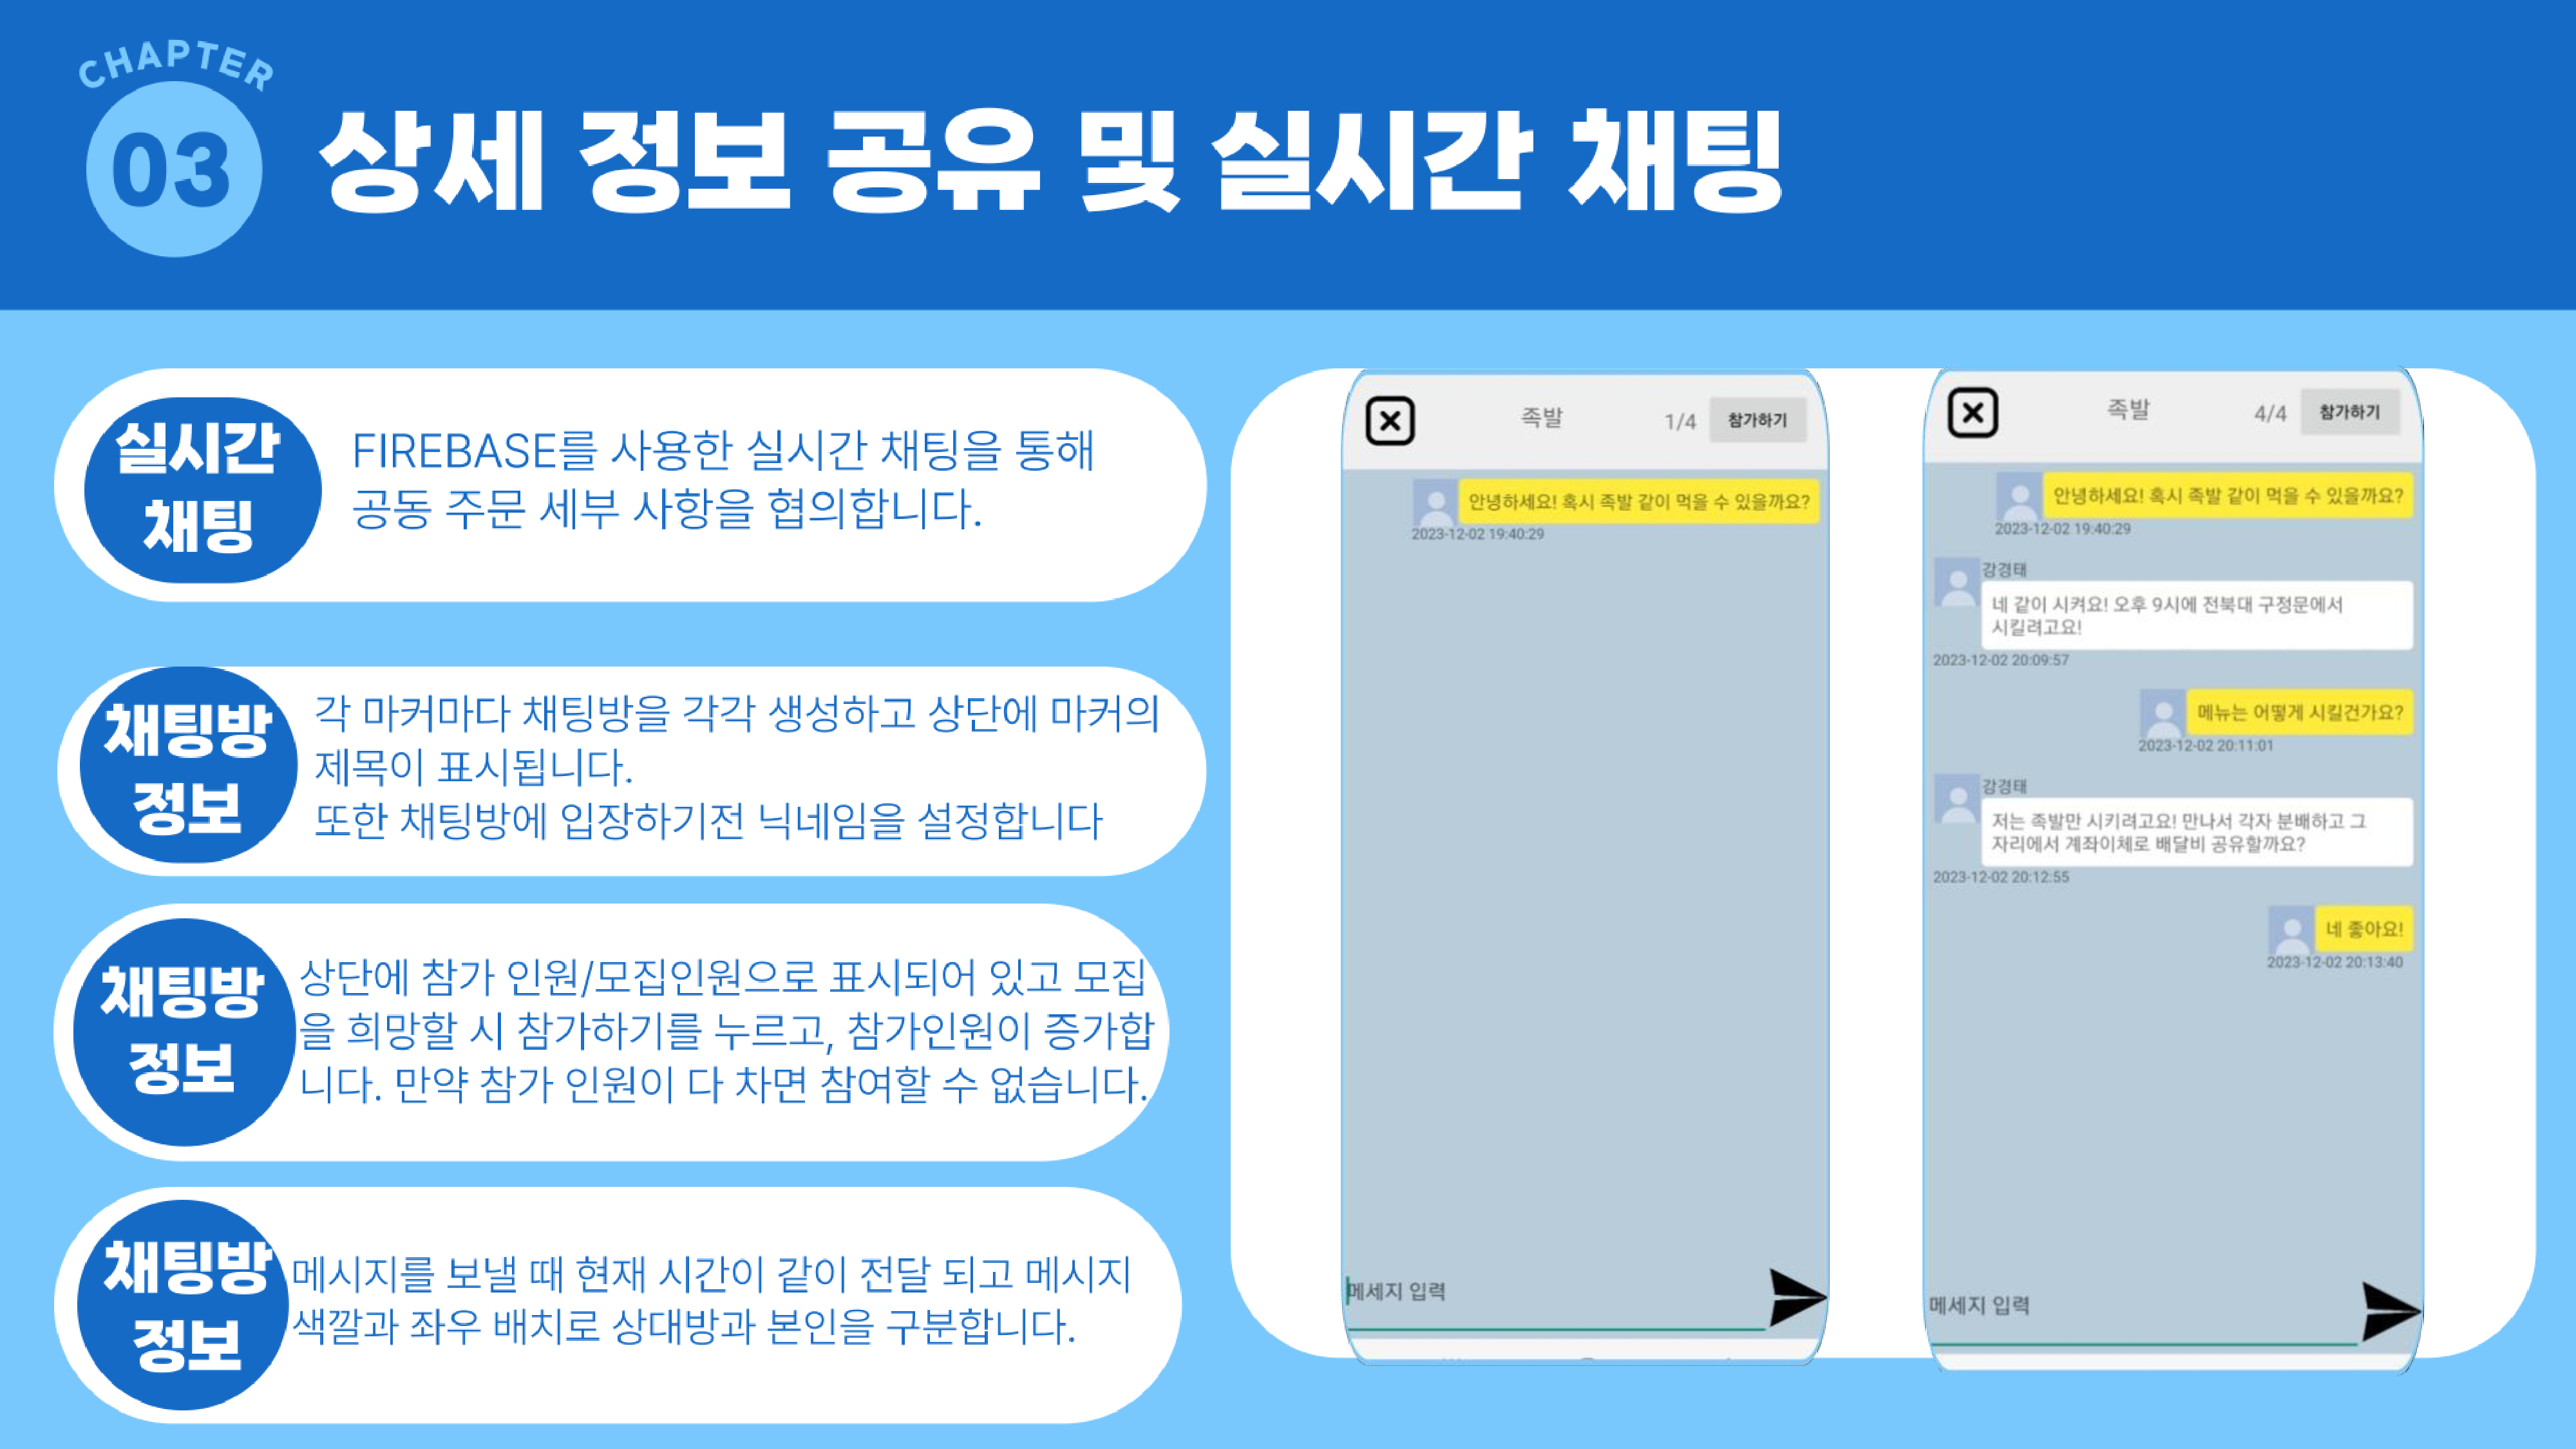 CHAPTER
03
상세 정보 공유 및 실시간 채팅
실시간
채팅
FIREBASE를 사용한 실시간 채팅을 통해
공동 주문 세부 사항을 협의합니다.
채팅방
정보
각 마커마다 채팅방을 각각 생성하고 상단에 마커의
제목이 표시됩니다.
또한 채팅방에 입장하기전 닉네임을 설정합니다
채팅방
정보
상단에 참가 인원/모집인원으로 표시되어 있고 모집
을 희망할 시 참가하기를 누르고, 참가인원이 증가합
니다. 만약 참가 인원이 다 차면 참여할 수 없습니다.
채팅방
정보
메시지를 보낼 때 현재 시간이 같이 전달 되고 메시지
색깔과 좌우 배치로 상대방과 본인을 구분합니다.
족발 1/4 참가하기
안녕하세요! 혹시 족발 같이 먹을 수 있을까요?
2023-12-02 19:40:29
메세지 입력
족발 4/4 참가하기
안녕하세요! 혹시 족발 같이 먹을 수 있을까요?
2023-12-02 19:40:29
강경태
네 같이 시켜요! 오후 9시에 전북대 구정문에서
시킬려고요!
2023-12-02 20:09:57
메뉴는 어떻게 시킬건가요?
2023-12-02 20:11:01
강경태
저는 족발만 시키려고요! 만나서 각자 분배하고 그
자리에서 계좌이체로 배달비 공유할까요?
2023-12-02 20:12:55
네 좋아요!
2023-12-02 20:13:40
메세지 입력